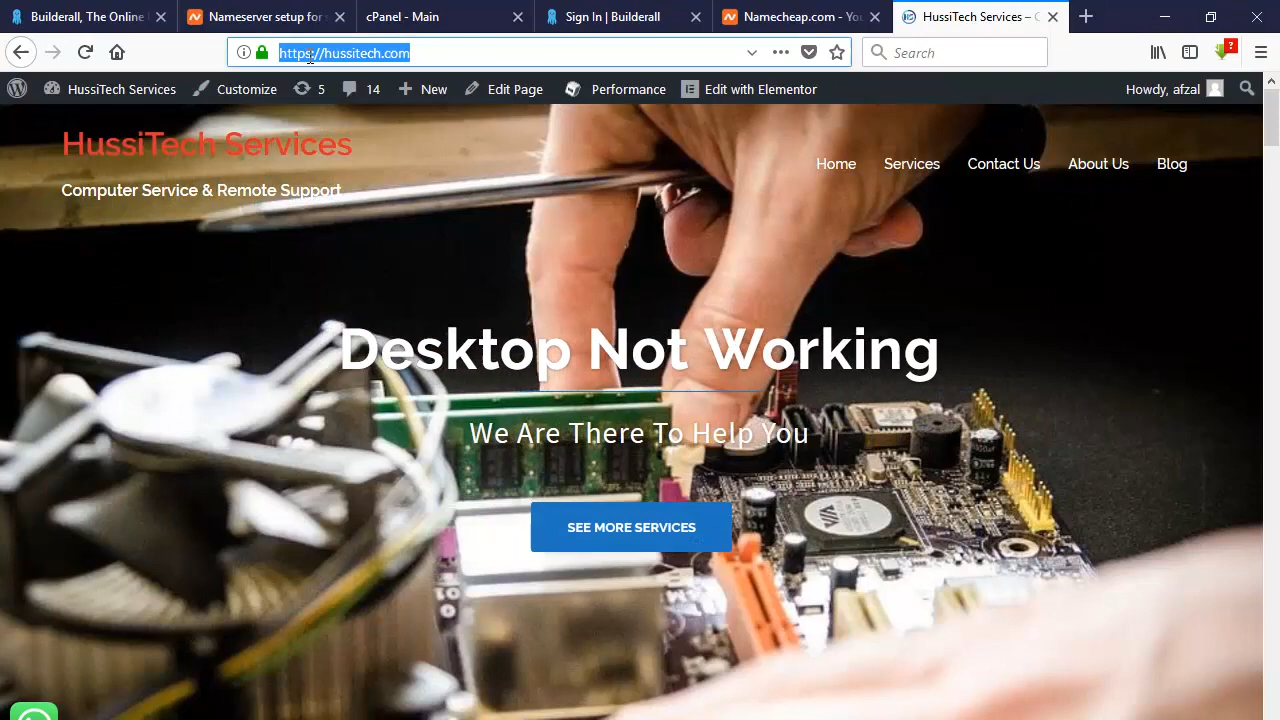 Builderall, The Online
Nameserver setup for
cPanel - Main
Sign In | Builderall
Namecheap.com - Yo
HussiTech Services –
https://hussitech.com
Search
?
HussiTech Services
Customize
5
14
New
Edit Page
Performance
Edit with Elementor
Howdy, afzal
HussiTech Services
Computer Service & Remote Support
Home
Services
Contact Us
About Us
Blog
Desktop Not Working
We Are There To Help You
SEE MORE SERVICES
VIA